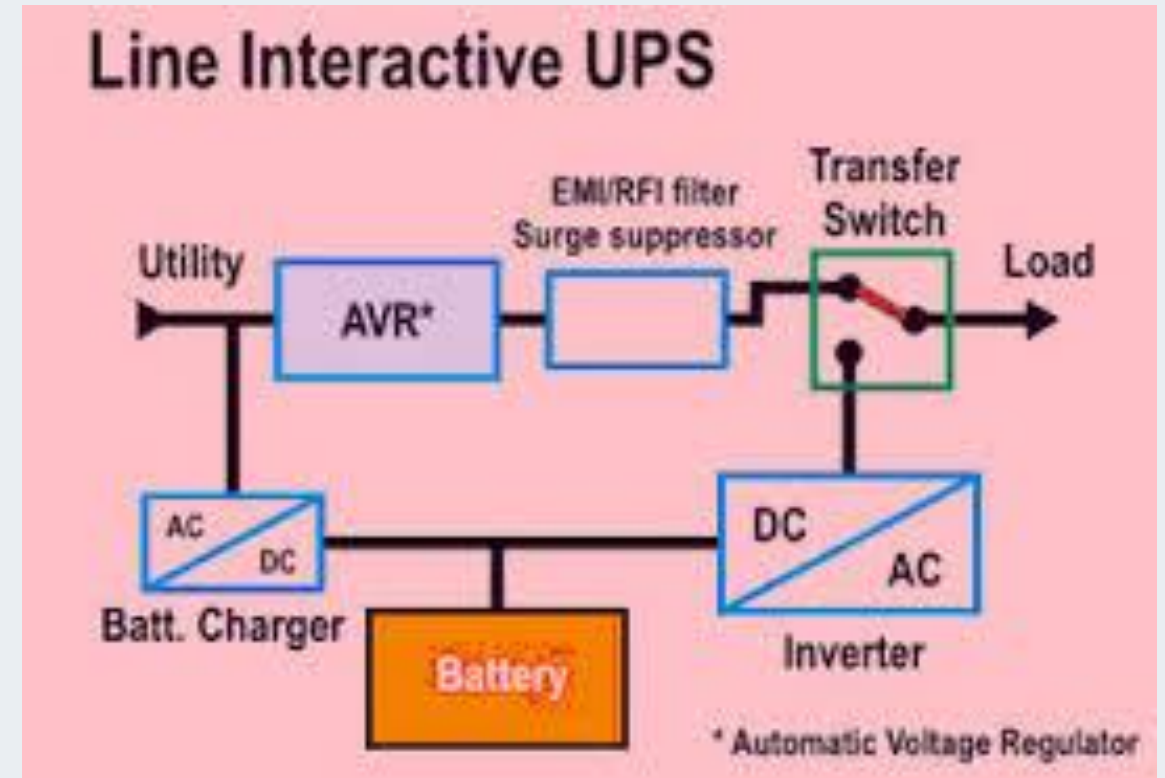 Line Interactive UPS
Transfer
Switch
EMI/RFI filter
Surge suppressor
Utility
Load
AVR*
AC
DC
Batt. Charger
Battery
DC
AC
Inverter
* Automatic Voltage Regulator